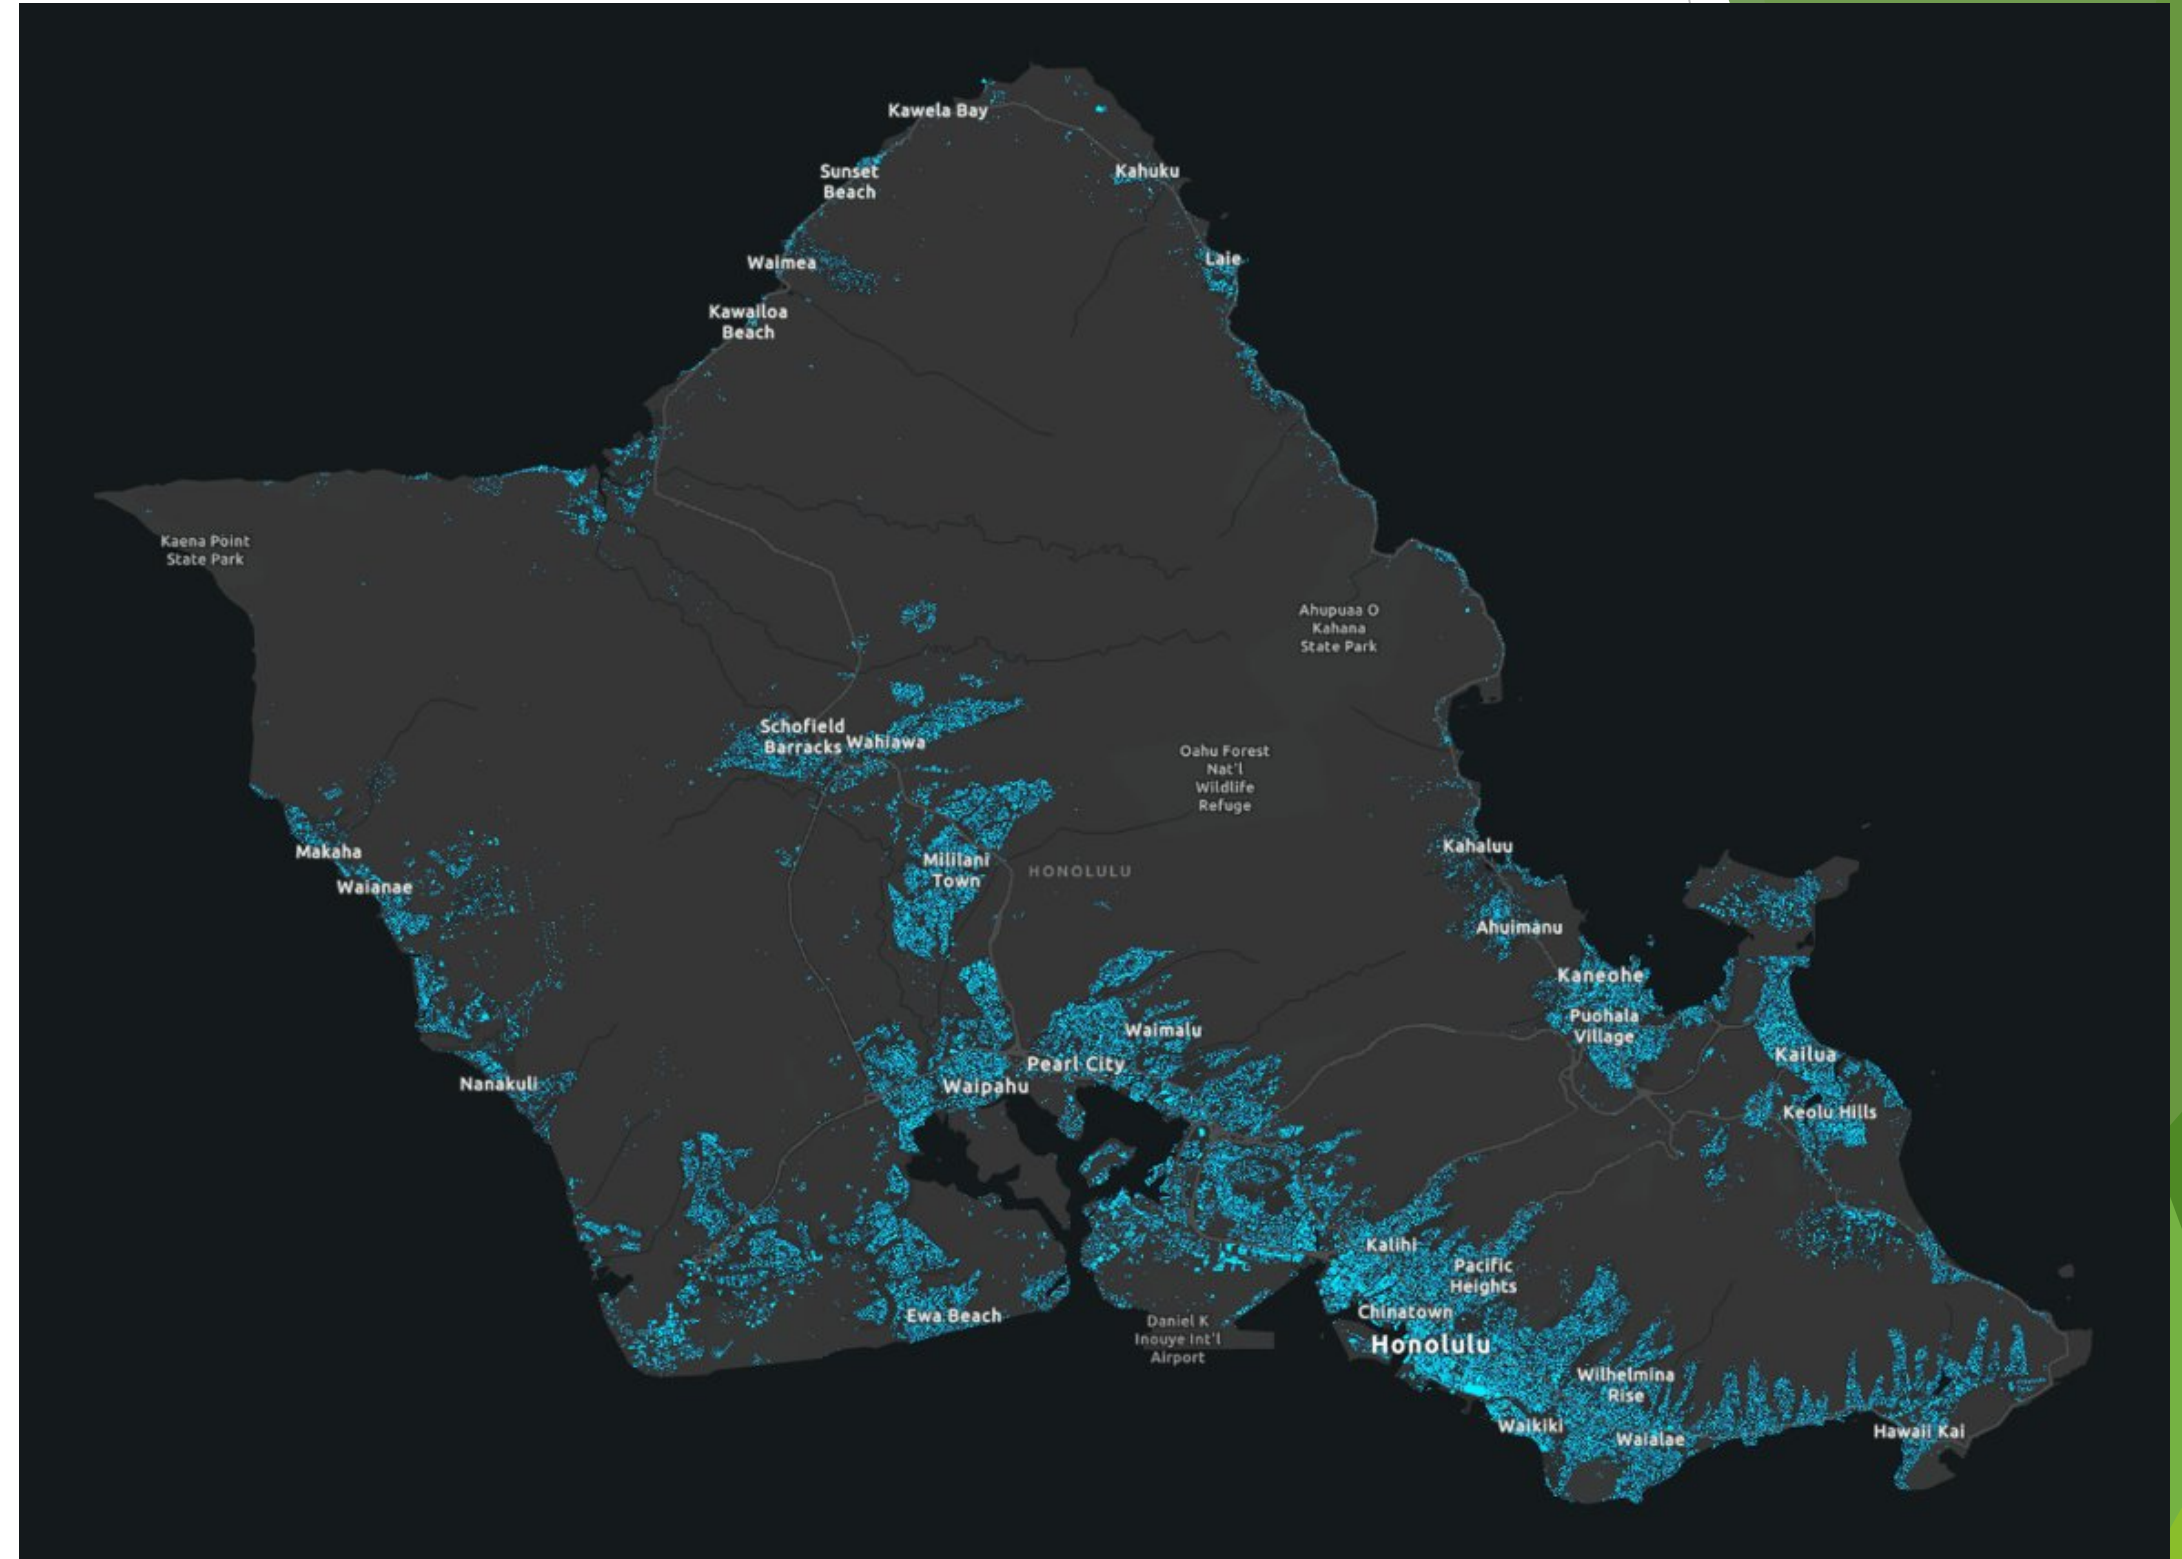 Kawela Bay
Sunset
Beach
Kahuku
Waimea
Laie
Kawailoa
Beach
Kaena Point
State Park
Ahupuaa O
Kahana
State Park
Schofield
Barracks
Wahiawa
Oahu Forest
Nat'l
Wildlife
Refuge
Makaha
Waianae
Mililani
Town
HONOLULU
Kahaluu
Ahuimanu
Kaneohe
Puohala
Village
Waimalu
Pearl City
Kailua
Nanakuli
Waipahu
Keolu Hills
Kalihi
Pacific
Heights
Ewa Beach
Daniel K
Inouye Int'l
Airport
Chinatown
Honolulu
Wilhelmina
Rise
Waikiki
Waialae
Hawaii Kai